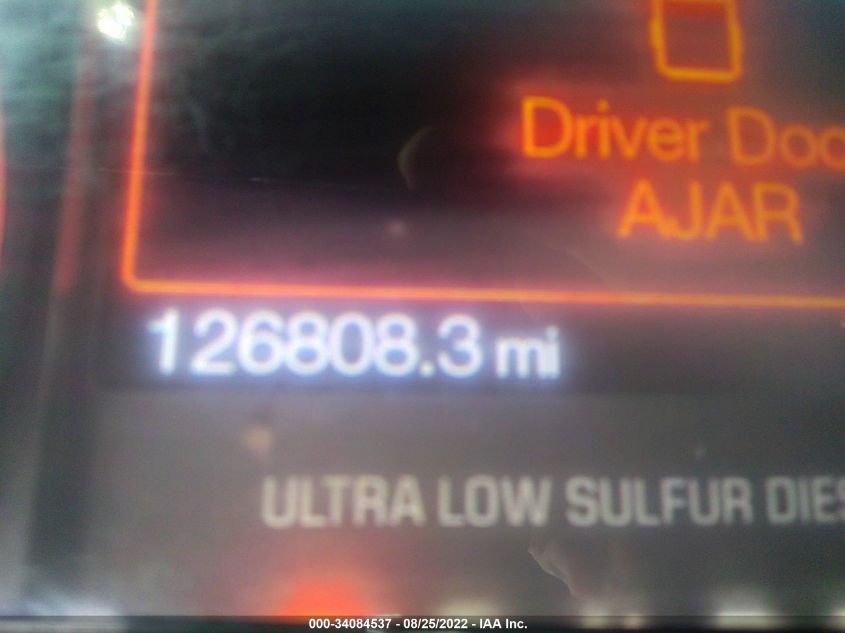 Driver Doo
AJAR
126808.3 mi
ULTRA LOW SULFUR DIES
000-34084537 - 08/25/2022 - IAA Inc.